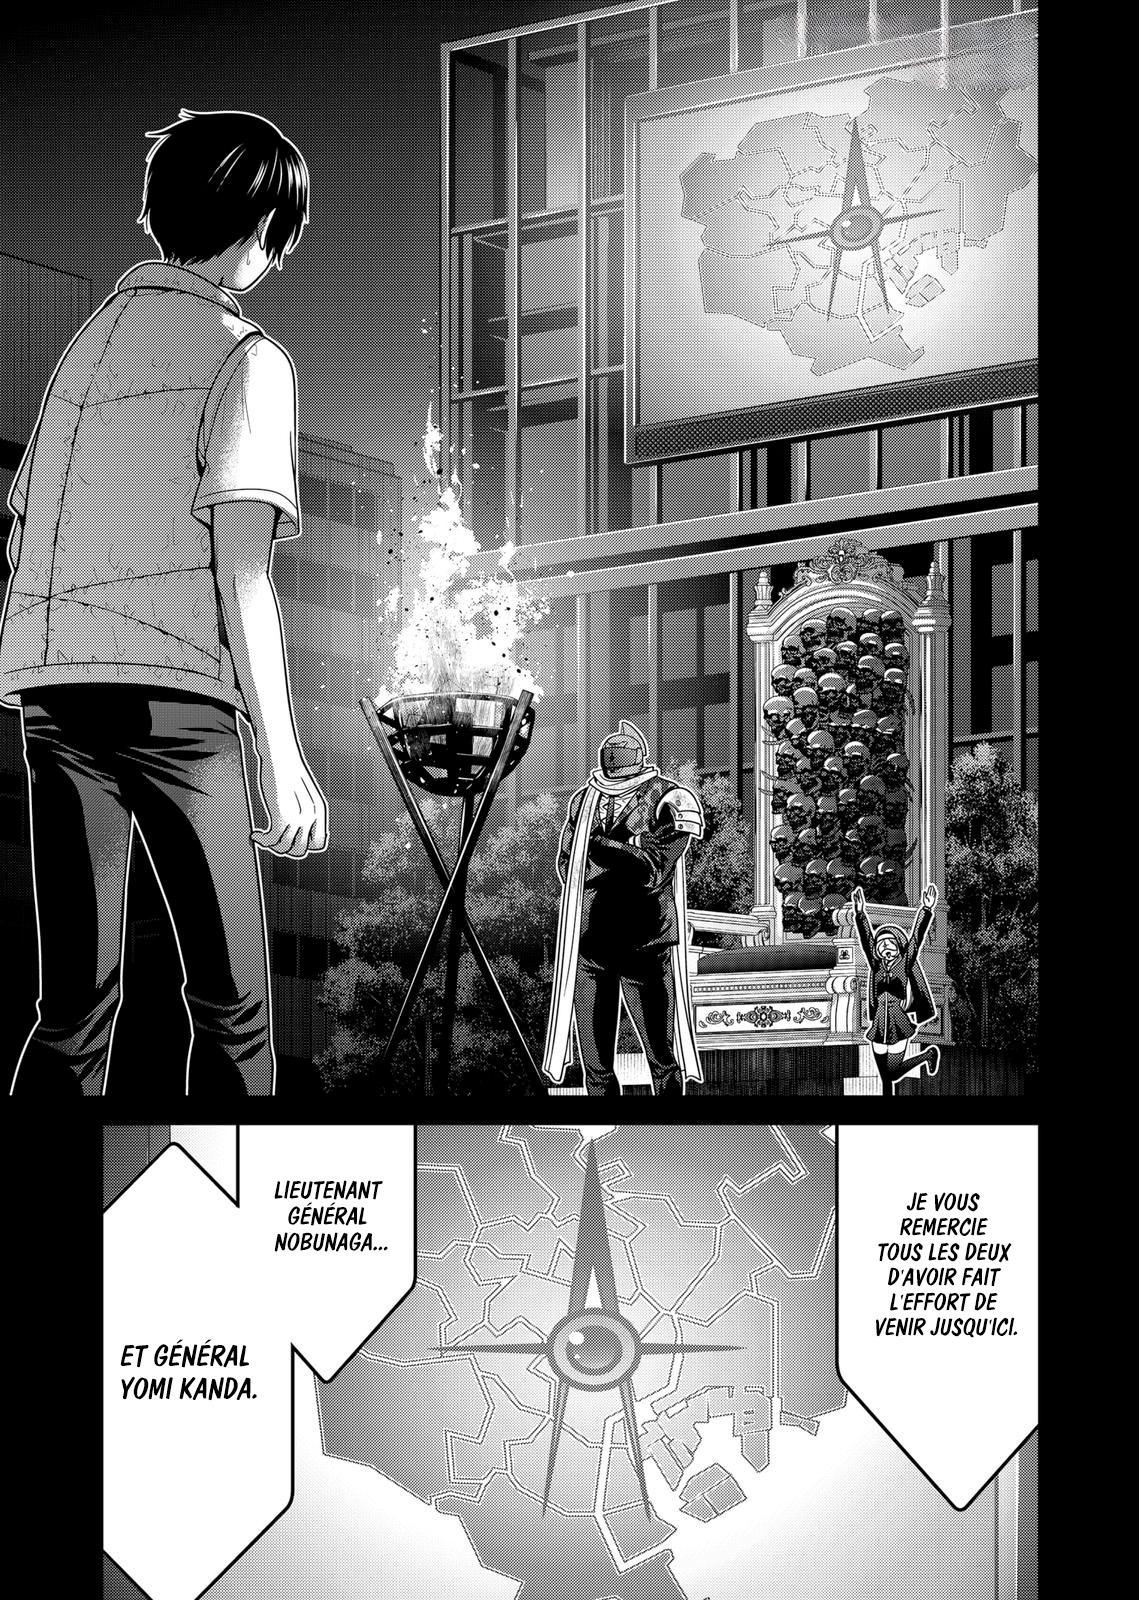 JE VOUS
REMERCIE
TOUS LES DEUX
D'AVOIR FAIT
L'EFFORT DE
VENIR JUSQU'ICI.
LIEUTENANT
GÉNÉRAL
NOBUNAGA...
ET GÉNÉRAL
YOMI KANDA.